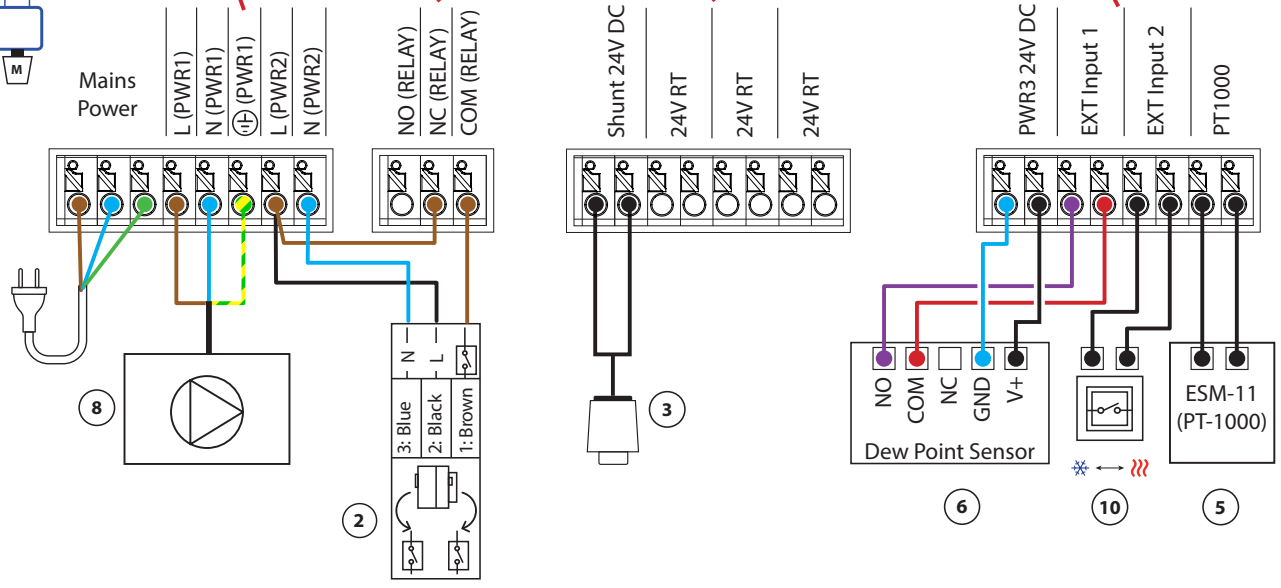 M
Mains
Power
L (PWR1)
N (PWR1)
(PWR1)
L (PWR2)
N (PWR2)
NO (RELAY)
NC (RELAY)
COM (RELAY)
Shunt 24V DC
24V RT
24V RT
24V RT
PWR3 24V DC
EXT Input 1
EXT Input 2
PT1000
N
L
3: Blue
2: Black
1: Brown
8
2
3
NO
COM
NC
GND
V+
Dew Point Sensor
ESM-11
(PT-1000)
6
10
5